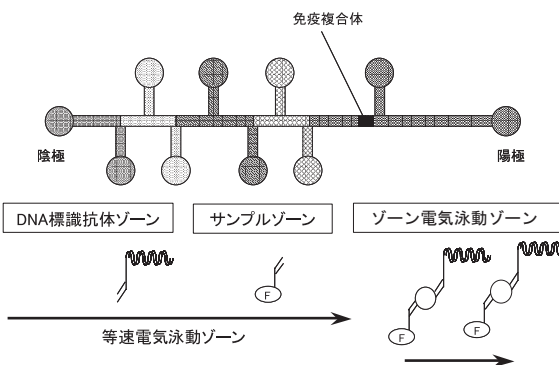 免疫複合体
陰極
陽極
DNA標識抗体ゾーン
サンプルゾーン
ゾーン電気泳動ゾーン
F
F
F
等速電気泳動ゾーン